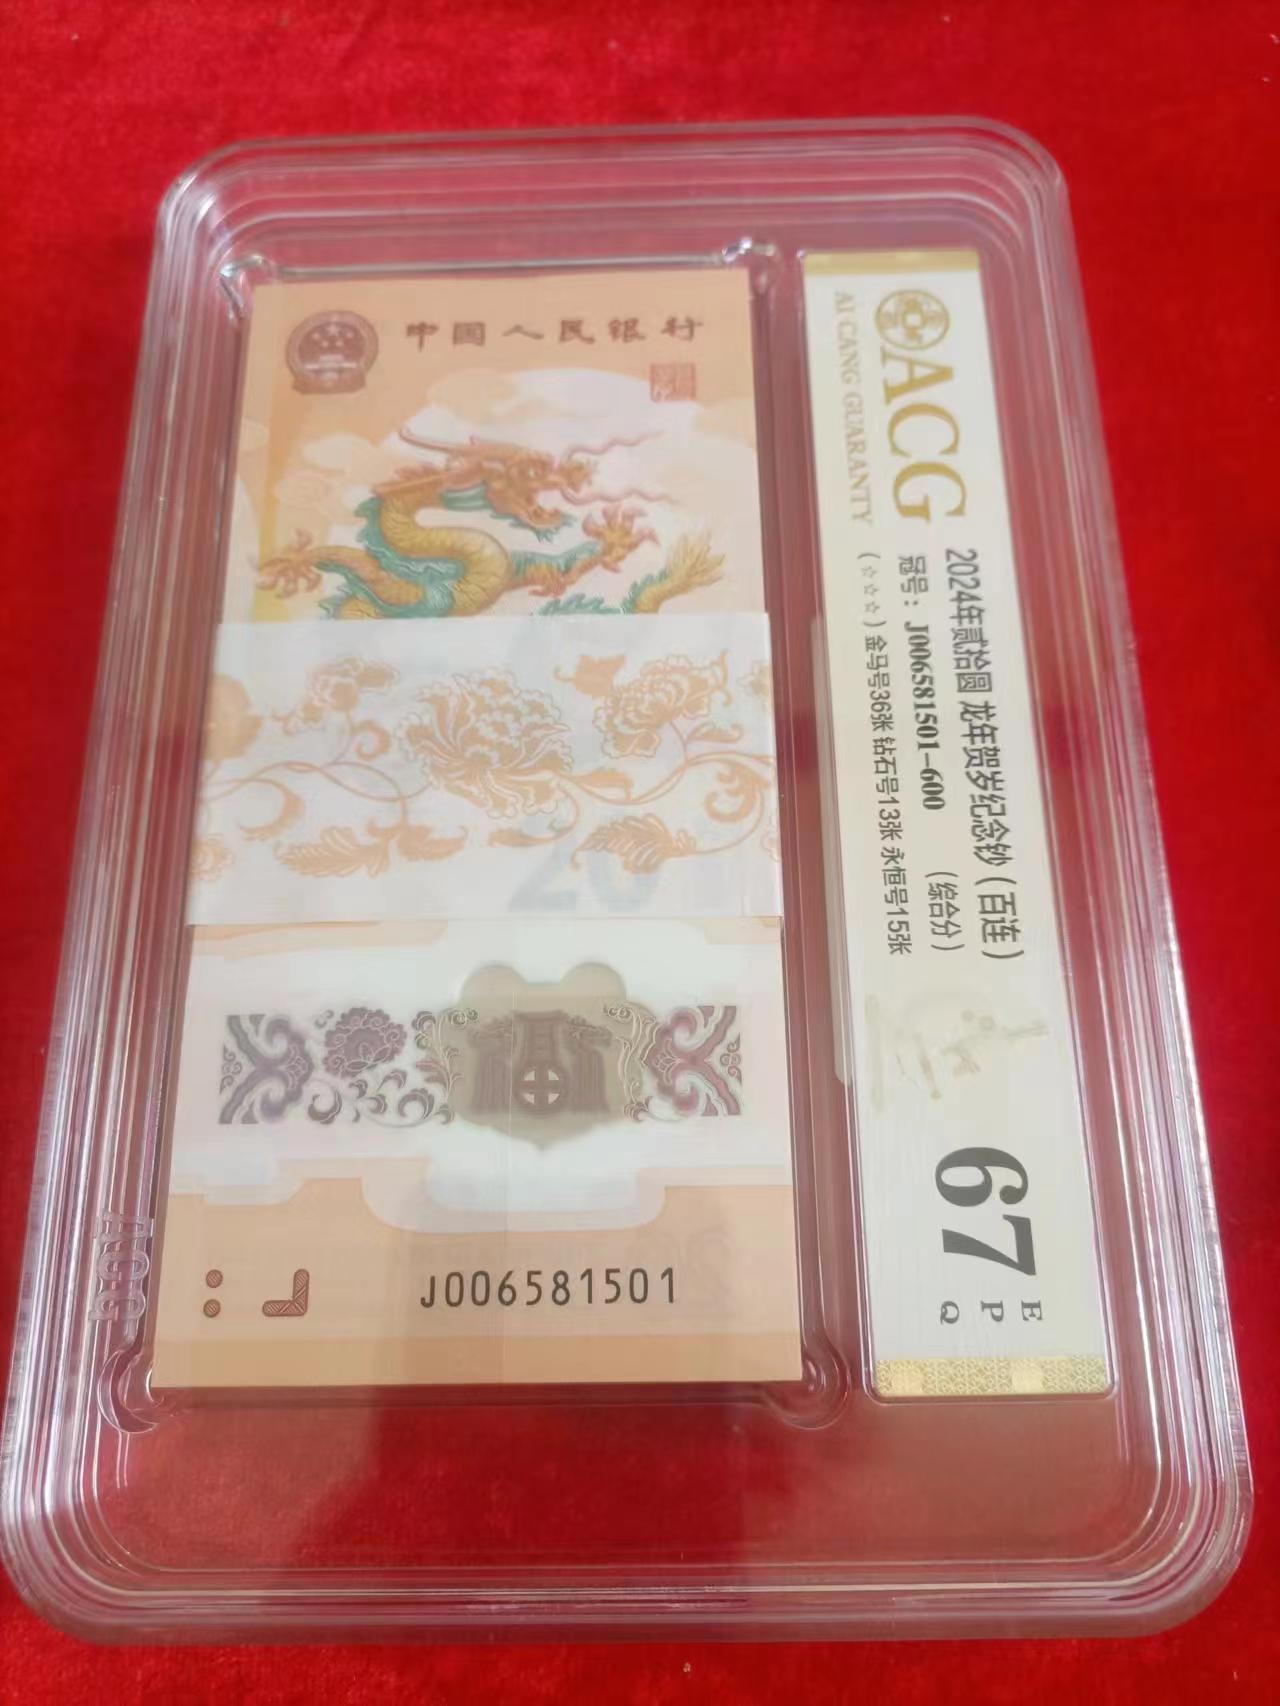 中国人民银行
20
J006581501
ACG
ACG
AI CANG GUARANTY
2024年贰拾圆 龙年贺岁纪念钞（百连）
冠号：J006581501-600 （综合分）
（☆☆☆）金马号36张 钻石号13张 永恒号15张
67
E
P
Q